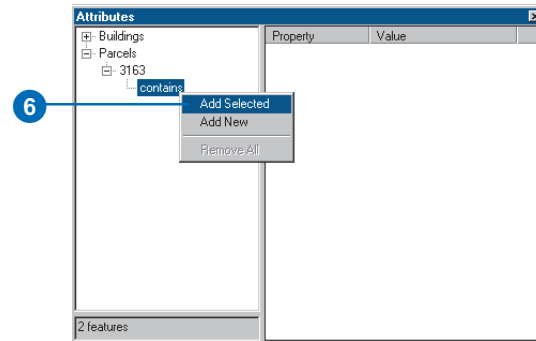 Attributes
Buildings
Parcels
3163
contains
Property Value
6
Add Selected
Add New
Remove All
2 features